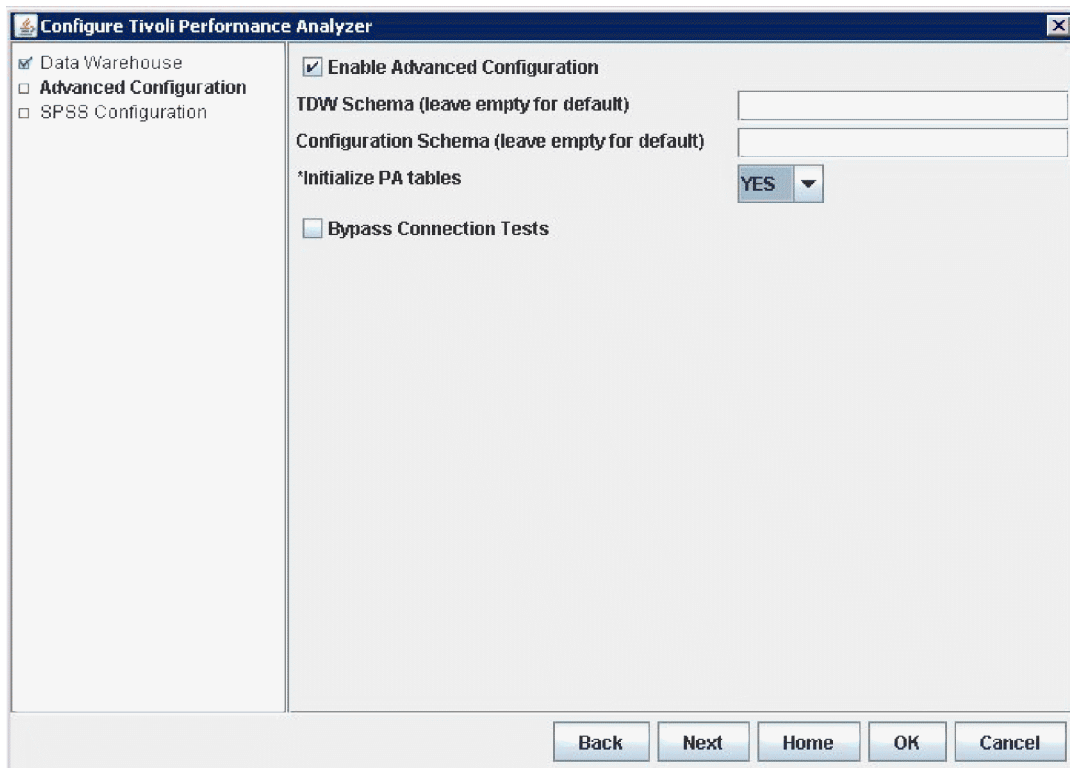 Configure Tivoli Performance Analyzer
Data Warehouse
Advanced Configuration
SPSS Configuration
Enable Advanced Configuration
TDW Schema (leave empty for default)
Configuration Schema (leave empty for default)
*Initialize PA tables
YES
Bypass Connection Tests
Back Next Home OK Cancel